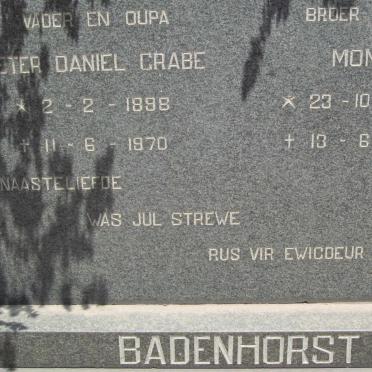 VADER EN OUPA BROER
DANIEL GRABE MON
* 2 - 2 - 1898 * 23 - 10
† 11 - 6 - 1970 † 13 - 6
NAASTELIEFDE
WAS JUL STREWE
RUS VIR EWIGDEUR
BADENHORST